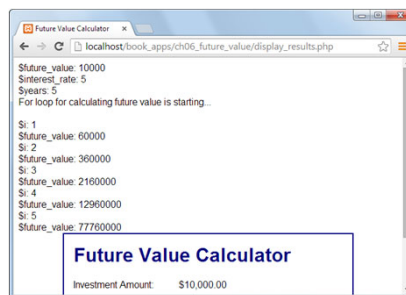 Future Value Calculator
localhost/book_apps/ch06_future_value/display_results.php
$future_value: 10000
$interest_rate: 5
$years: 5
For loop for calculating future value is starting...
$i: 1
$future_value: 60000
$i: 2
$future_value: 360000
$i: 3
$future_value: 2160000
$i: 4
$future_value: 12960000
$i: 5
$future_value: 77760000
Future Value Calculator
Investment Amount: $10,000.00